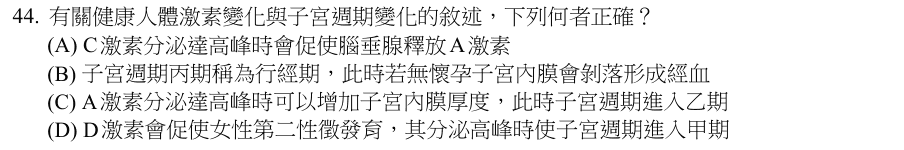 44. 有關健康人體激素變化與子宮週期變化的敘述，下列何者正確？
(A) C激素分泌達高峰時會促使腦垂腺釋放A激素
(B) 子宮週期丙期稱為行經期，此時若無懷孕子宮內膜會剝落形成經血
(C) A激素分泌達高峰時可以增加子宮內膜厚度，此時子宮週期進入乙期
(D) D激素會促使女性第二性徵發育，其分泌高峰時使子宮週期進入甲期